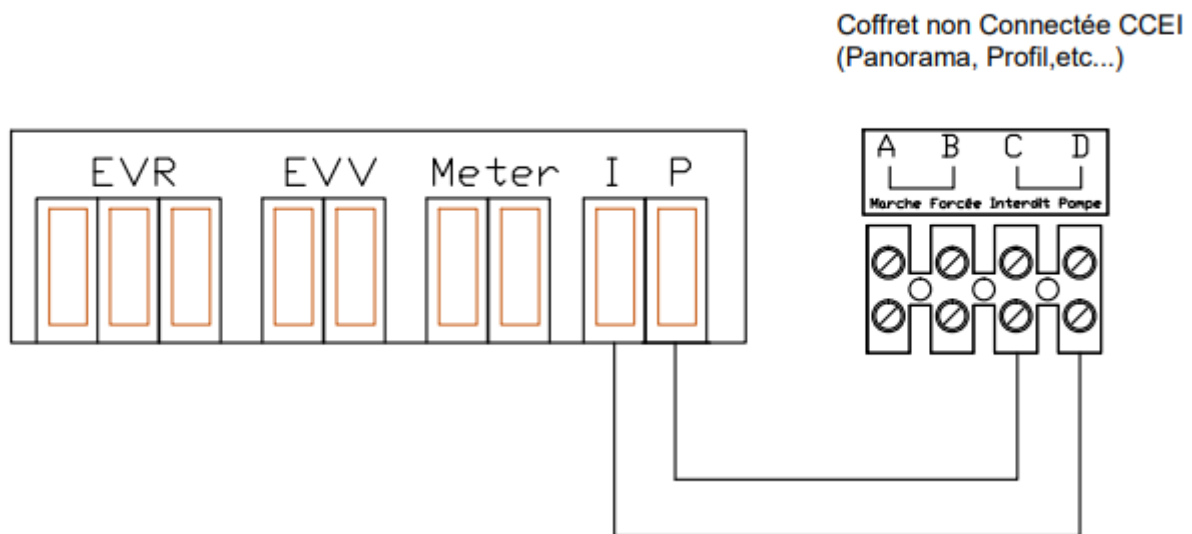 Coffret non Connectée CCEI
(Panorama, Profil,etc...)
EVR EVV Meter I P
A B C D
Marche Forcée Interdit Pompe